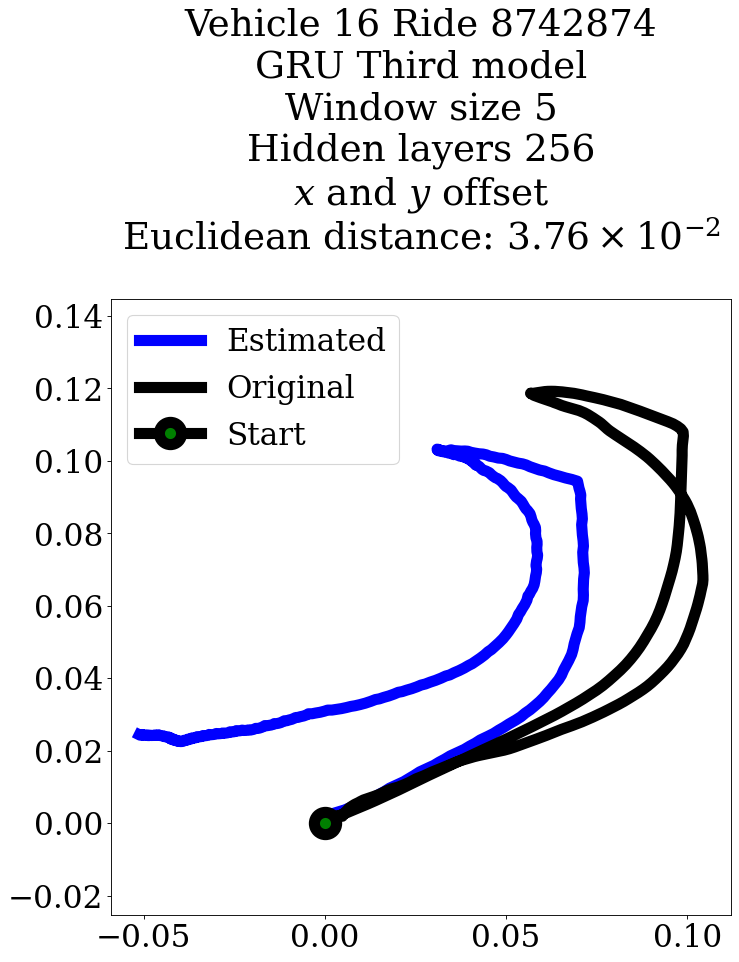 Vehicle 16 Ride 8742874
GRU Third model
Window size 5
Hidden layers 256
x and y offset
Euclidean distance: 3.76 × 10⁻²
Estimated
Original
Start
0.14
0.12
0.10
0.08
0.06
0.04
0.02
0.00
−0.02
−0.05 0.00 0.05 0.10